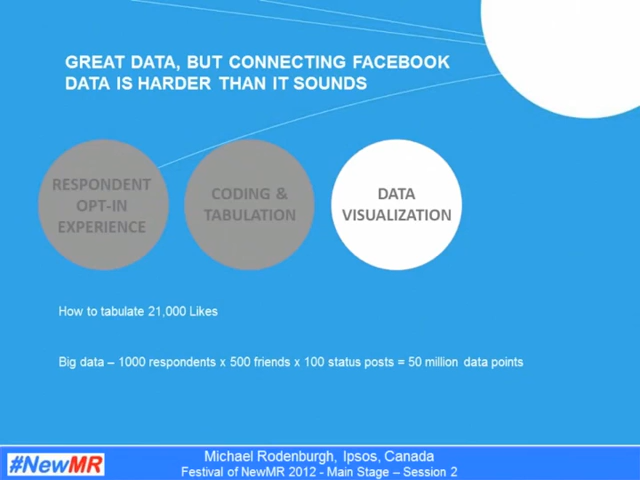 GREAT DATA, BUT CONNECTING FACEBOOK
DATA IS HARDER THAN IT SOUNDS
RESPONDENT
OPT-IN
EXPERIENCE
CODING &
TABULATION
DATA
VISUALIZATION
How to tabulate 21,000 Likes
Big data – 1000 respondents x 500 friends x 100 status posts = 50 million data points
#NewMR
Michael Rodenburgh, Ipsos, Canada
Festival of NewMR 2012 - Main Stage – Session 2